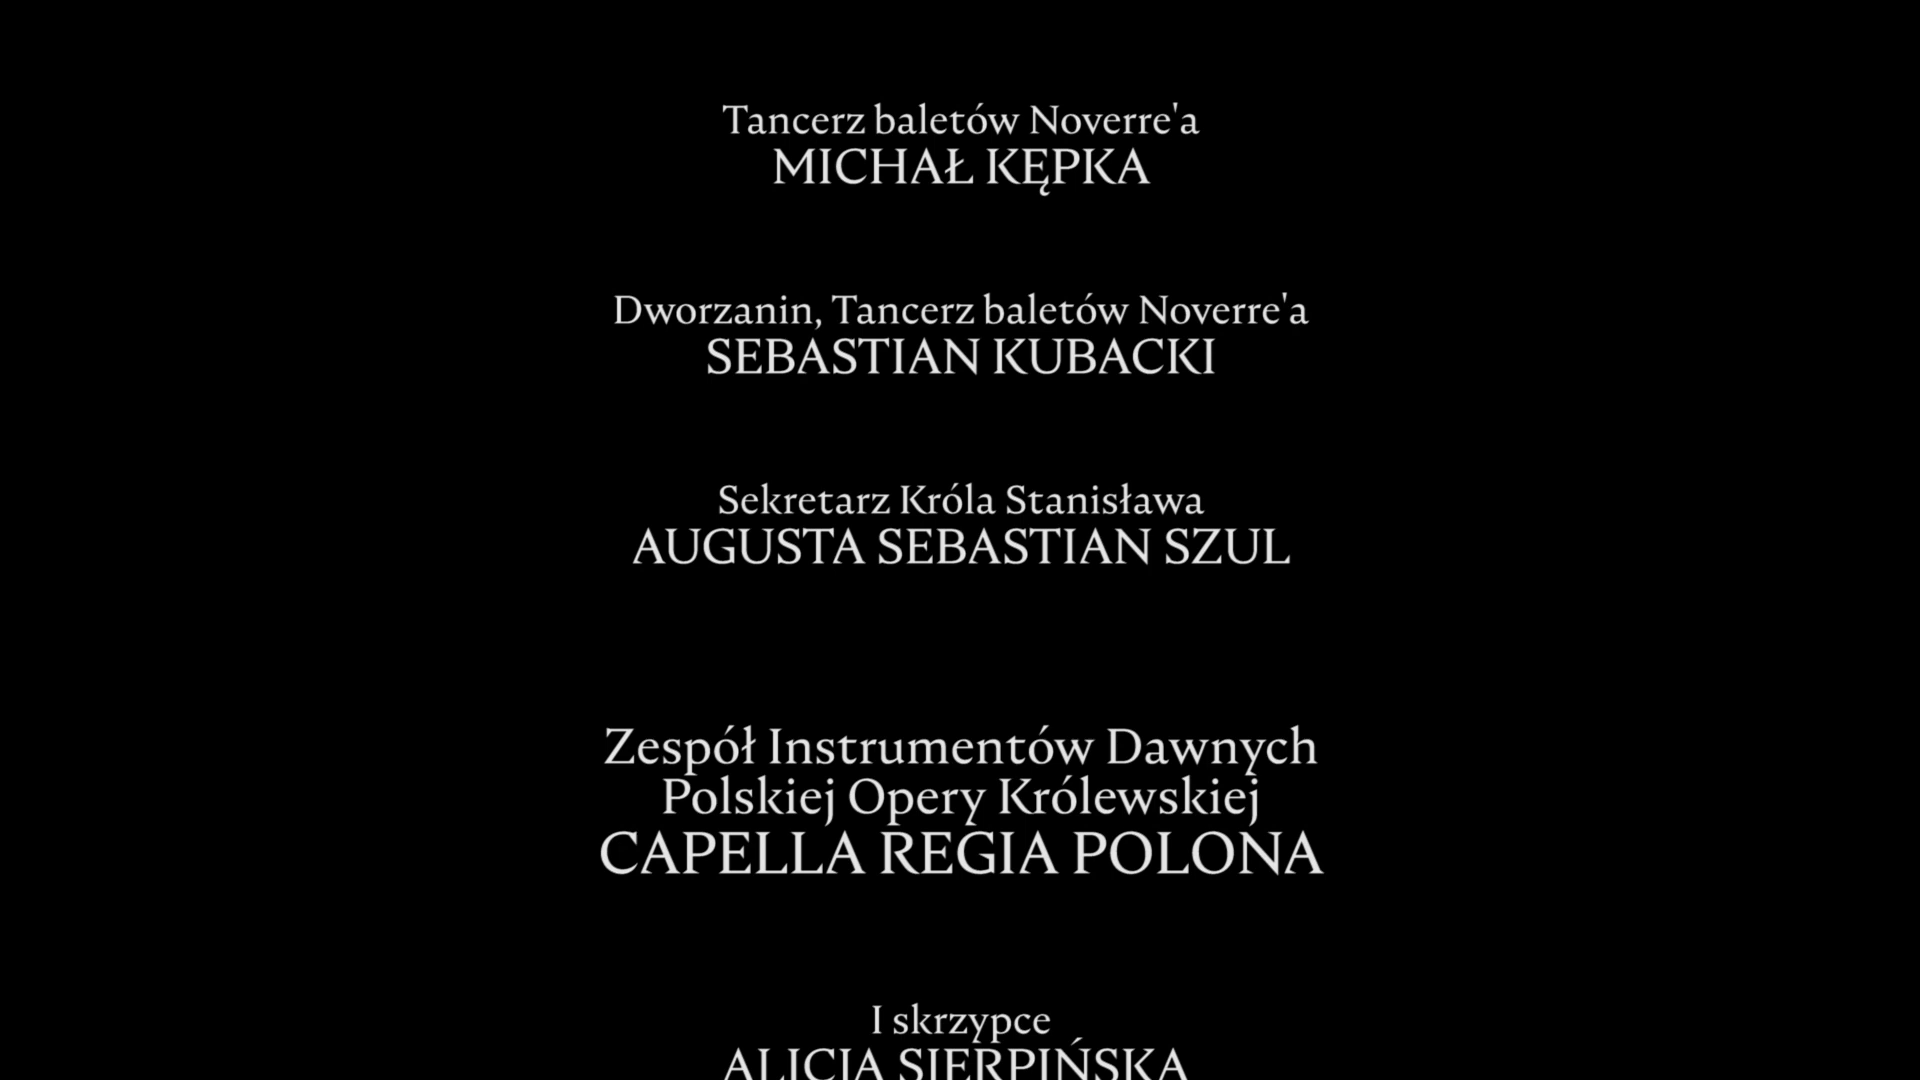 Tancerz baletów Noverre'a
MICHAŁ KĘPKA
Dworzanin, Tancerz baletów Noverre'a
SEBASTIAN KUBACKI
Sekretarz Króla Stanisława
AUGUSTA SEBASTIAN SZUL
Zespół Instrumentów Dawnych
Polskiej Opery Królewskiej
CAPELLA REGIA POLONA
I skrzypce
ALICJA SIERPIŃSKA